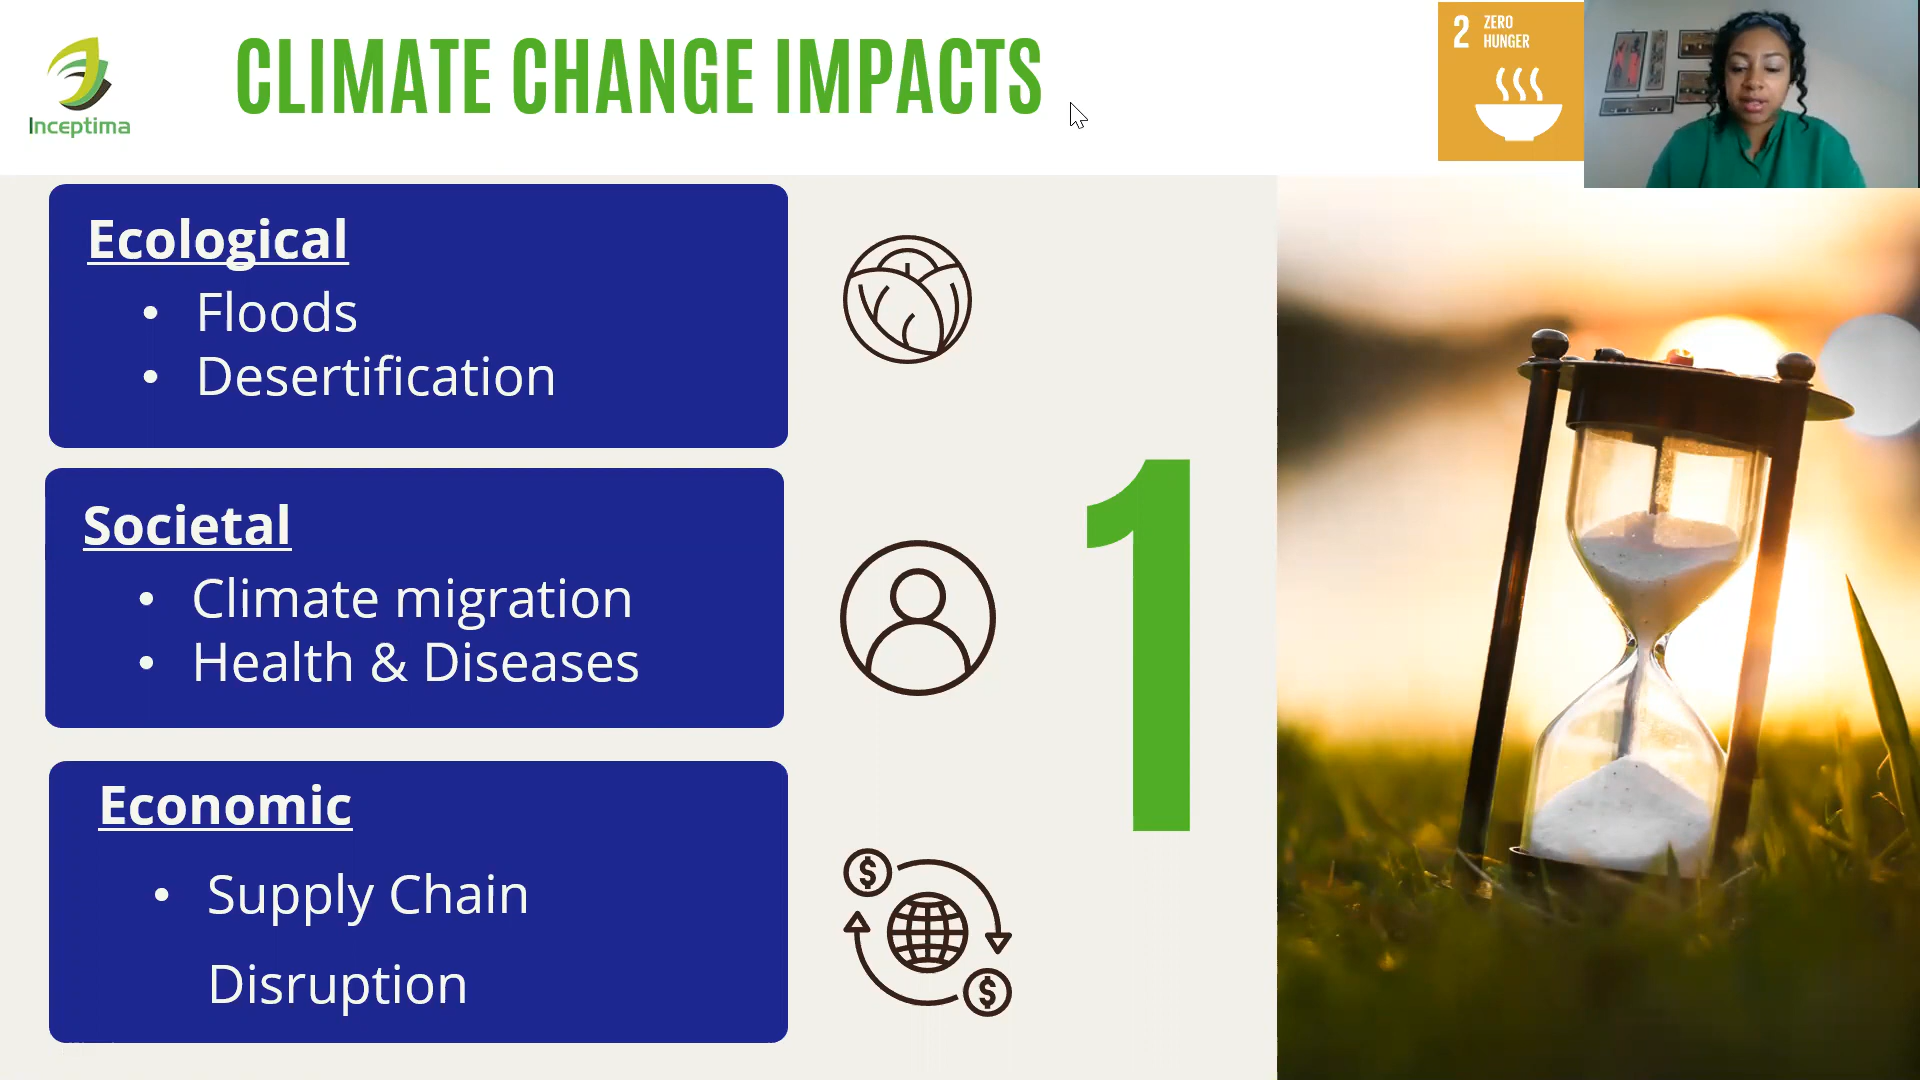 Inceptima
CLIMATE CHANGE IMPACTS
2 ZERO
HUNGER
Ecological
• Floods
• Desertification
Societal
• Climate migration
• Health & Diseases
1
Economic
• Supply Chain
Disruption
$
$